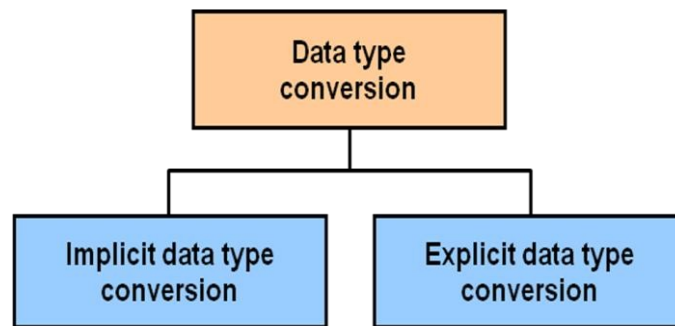 Data type
conversion
Implicit data type
conversion
Explicit data type
conversion